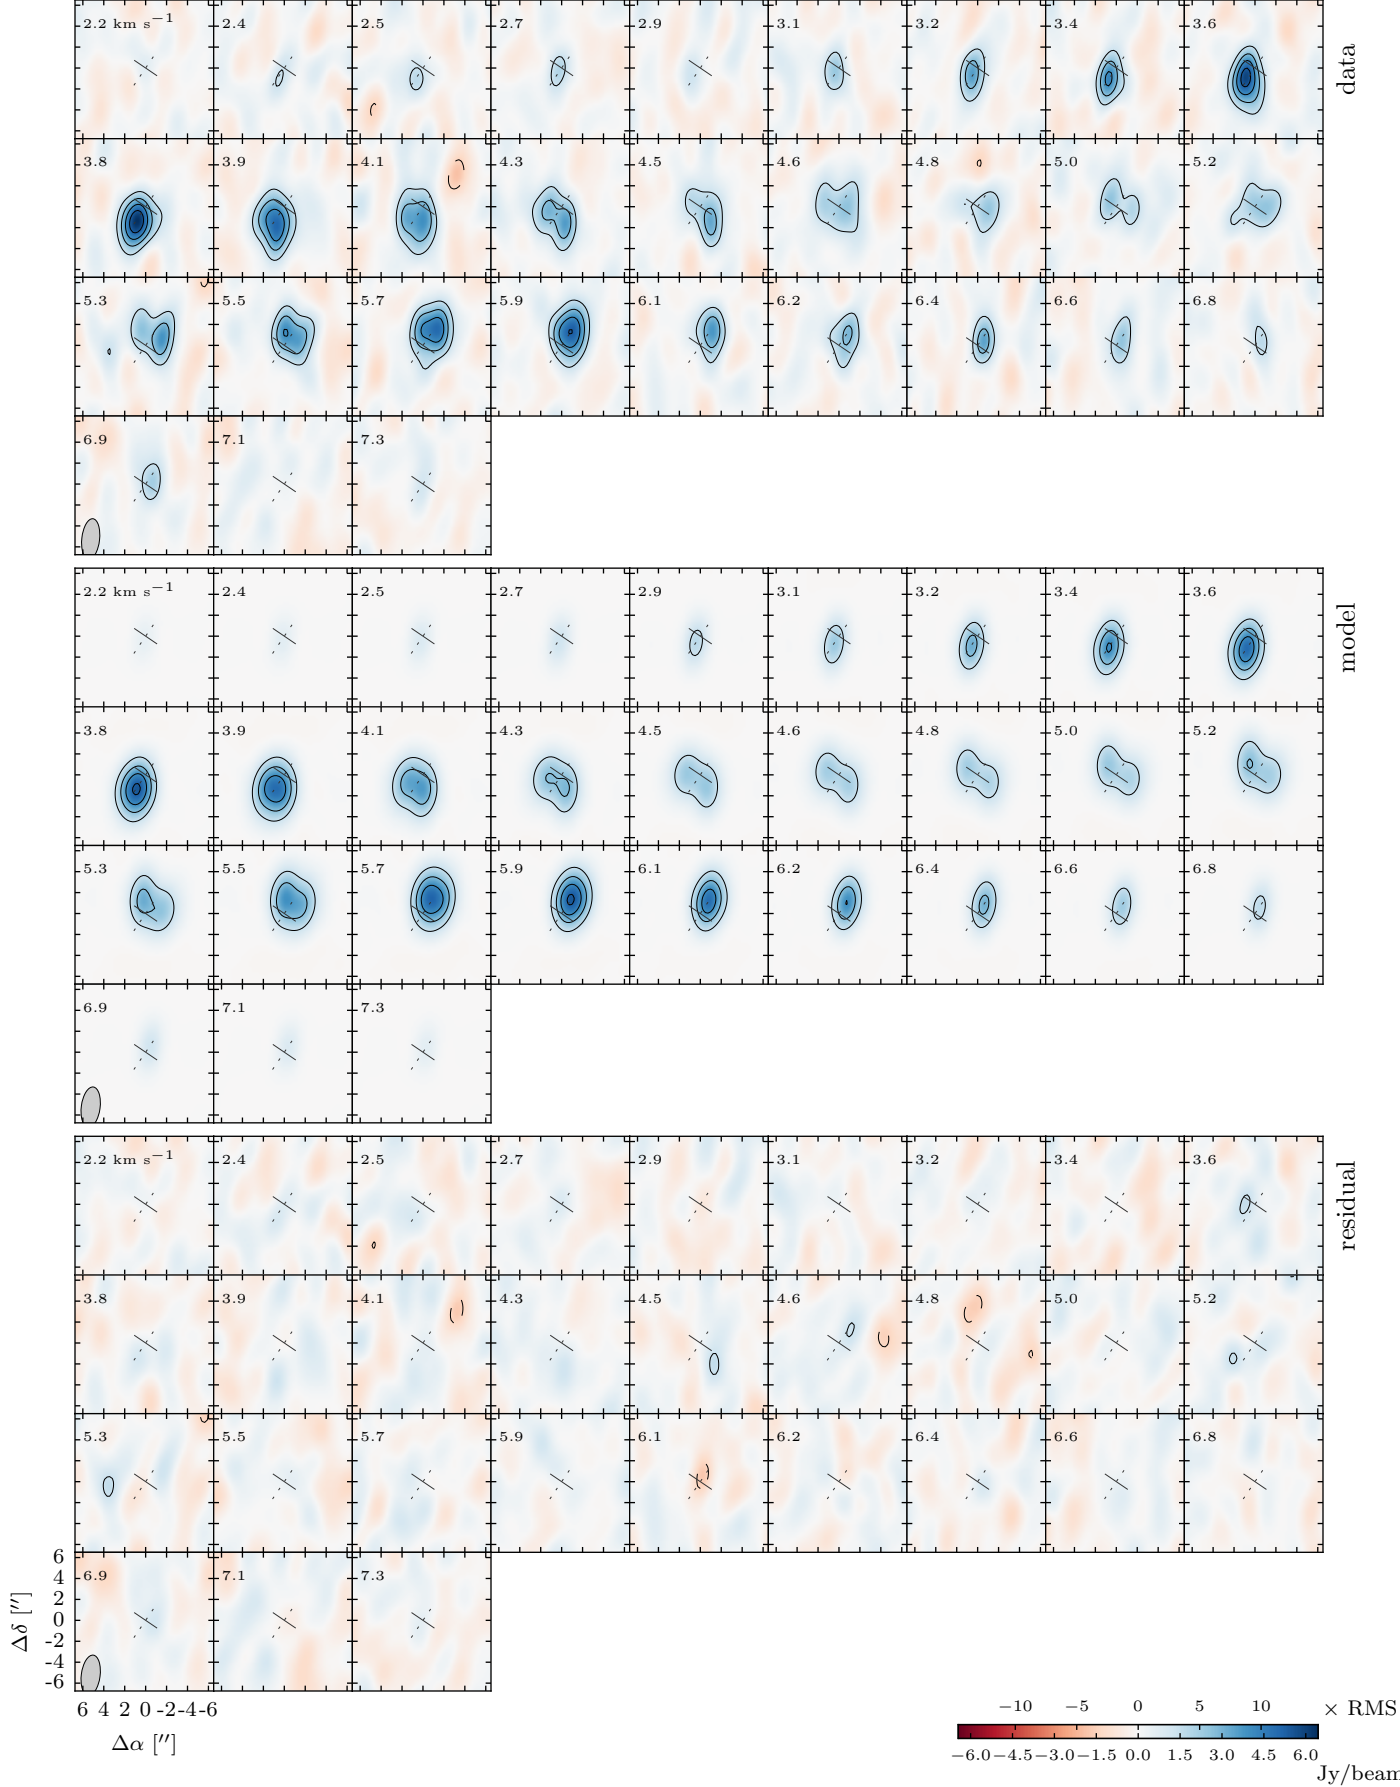 2.2 km s−1 2.4 2.5 2.7 2.9 3.1 3.2 3.4 3.6
data
3.8 3.9 4.1 4.3 4.5 4.6 4.8 5.0 5.2
5.3 5.5 5.7 5.9 6.1 6.2 6.4 6.6 6.8
6.9 7.1 7.3
2.2 km s−1 2.4 2.5 2.7 2.9 3.1 3.2 3.4 3.6
model
3.8 3.9 4.1 4.3 4.5 4.6 4.8 5.0 5.2
5.3 5.5 5.7 5.9 6.1 6.2 6.4 6.6 6.8
6.9 7.1 7.3
2.2 km s−1 2.4 2.5 2.7 2.9 3.1 3.2 3.4 3.6
residual
3.8 3.9 4.1 4.3 4.5 4.6 4.8 5.0 5.2
5.3 5.5 5.7 5.9 6.1 6.2 6.4 6.6 6.8
6.9 7.1 7.3
6
4
2
0
-2
-4
-6
Δδ [′′]
6 4 2 0 -2-4-6
Δα [′′]
−10 −5 0 5 10 × RMS
−6.0−4.5−3.0−1.5 0.0 1.5 3.0 4.5 6.0
Jy/beam